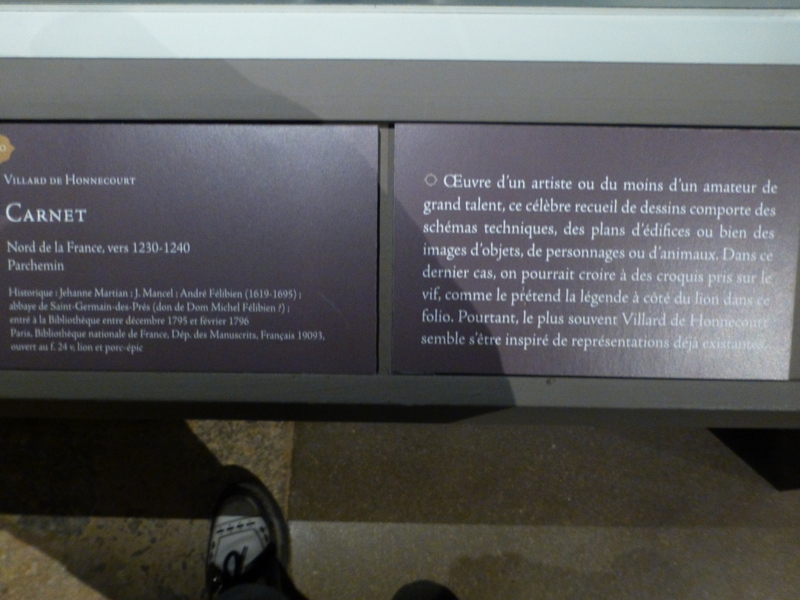 Villard de Honnecourt
Carnet
Nord de la France, vers 1230-1240
Parchemin
Historique : Jehanne Martian ; J. Mancel ; André Félibien (1619-1695) ;
abbaye de Saint-Germain-des-Prés (don de Dom Michel Félibien ?) ;
entré à la Bibliothèque entre décembre 1795 et février 1796
Paris, Bibliothèque nationale de France, Dép. des Manuscrits, Français 19093,
ouvert au f. 24 v, lion et porc-épic
Œuvre d'un artiste ou du moins d'un amateur de
grand talent, ce célèbre recueil de dessins comporte des
schémas techniques, des plans d'édifices ou bien des
images d'objets, de personnages ou d'animaux. Dans ce
dernier cas, on pourrait croire à des croquis pris sur le
vif, comme le prétend la légende à côté du lion dans ce
folio. Pourtant, le plus souvent Villard de Honnecourt
semble s'être inspiré de représentations déjà existantes.